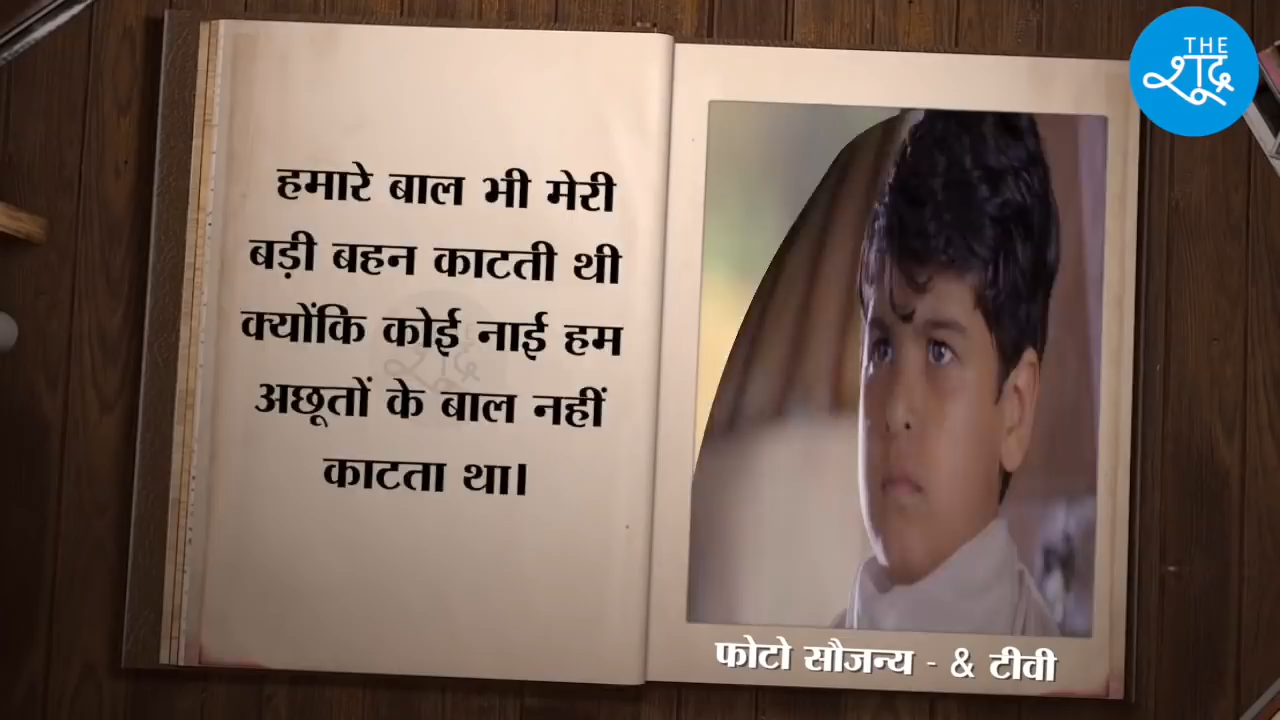 हमारे बाल भी मेरी
बड़ी बहन काटती थी
क्योंकि कोई नाई हम
अछूतों के बाल नहीं
काटता था।
THE
शूद्र
फोटो सौजन्य - & टीवी